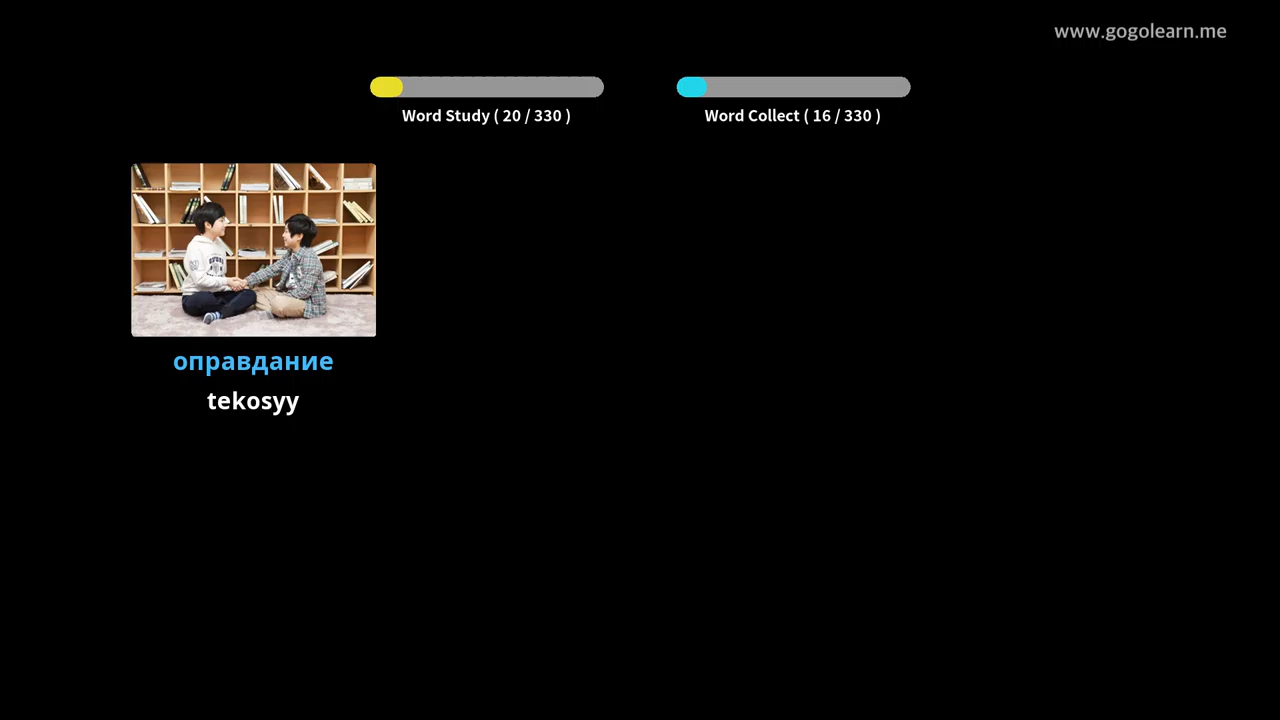 www.gogolearn.me
Word Study ( 20 / 330 )
Word Collect ( 16 / 330 )
оправдание
tekosyy